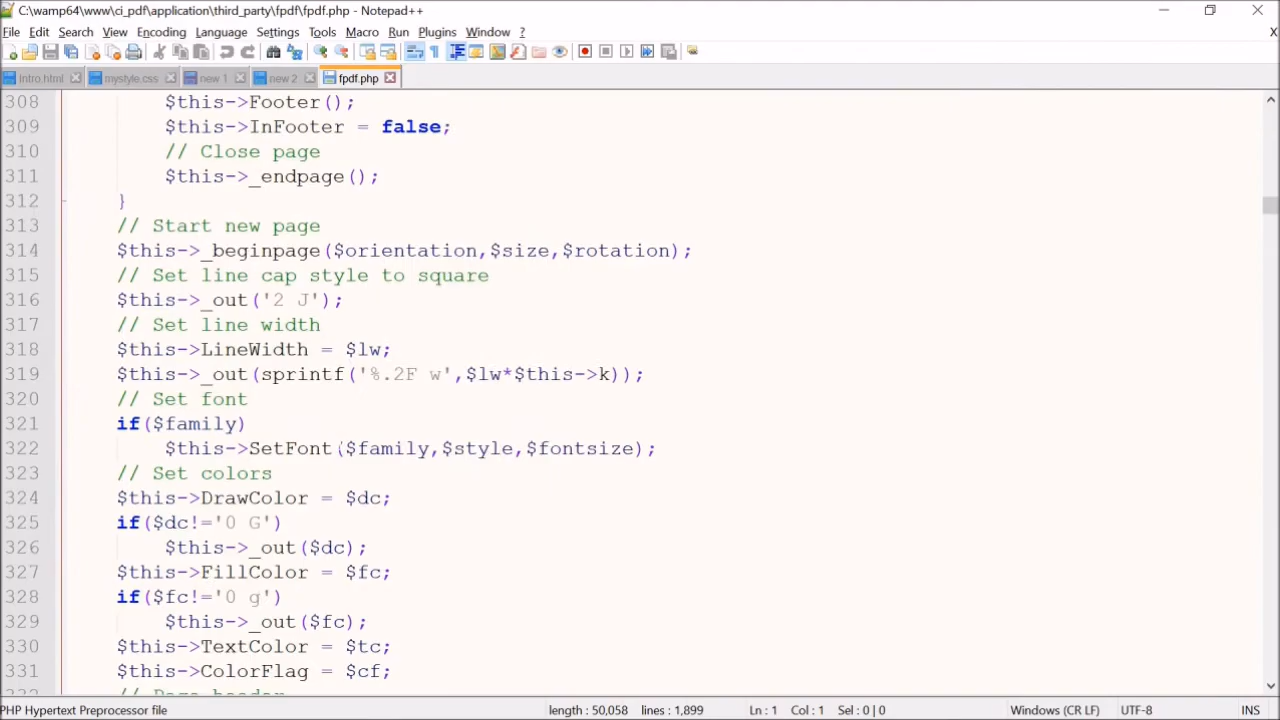 C:\wamp64\www\ci_pdf\application\third_party\fpdf\fpdf.php - Notepad++
File Edit Search View Encoding Language Settings Tools Macro Run Plugins Window ? X
Intro.html mystyle.css new 1 new 2 fpdf.php
308 $this->Footer();
309 $this->InFooter = false;
310 // Close page
311 $this->_endpage();
312 }
313 // Start new page
314 $this->_beginpage($orientation,$size,$rotation);
315 // Set line cap style to square
316 $this->_out('2 J');
317 // Set line width
318 $this->LineWidth = $lw;
319 $this->_out(sprintf('%.2F w',$lw*$this->k));
320 // Set font
321 if($family)
322 $this->SetFont($family,$style,$fontsize);
323 // Set colors
324 $this->DrawColor = $dc;
325 if($dc!='0 G')
326 $this->_out($dc);
327 $this->FillColor = $fc;
328 if($fc!='0 g')
329 $this->_out($fc);
330 $this->TextColor = $tc;
331 $this->ColorFlag = $cf;
332 // Page header
PHP Hypertext Preprocessor file length : 50,058 lines : 1,899 Ln : 1 Col : 1 Sel : 0 | 0 Windows (CR LF) UTF-8 INS